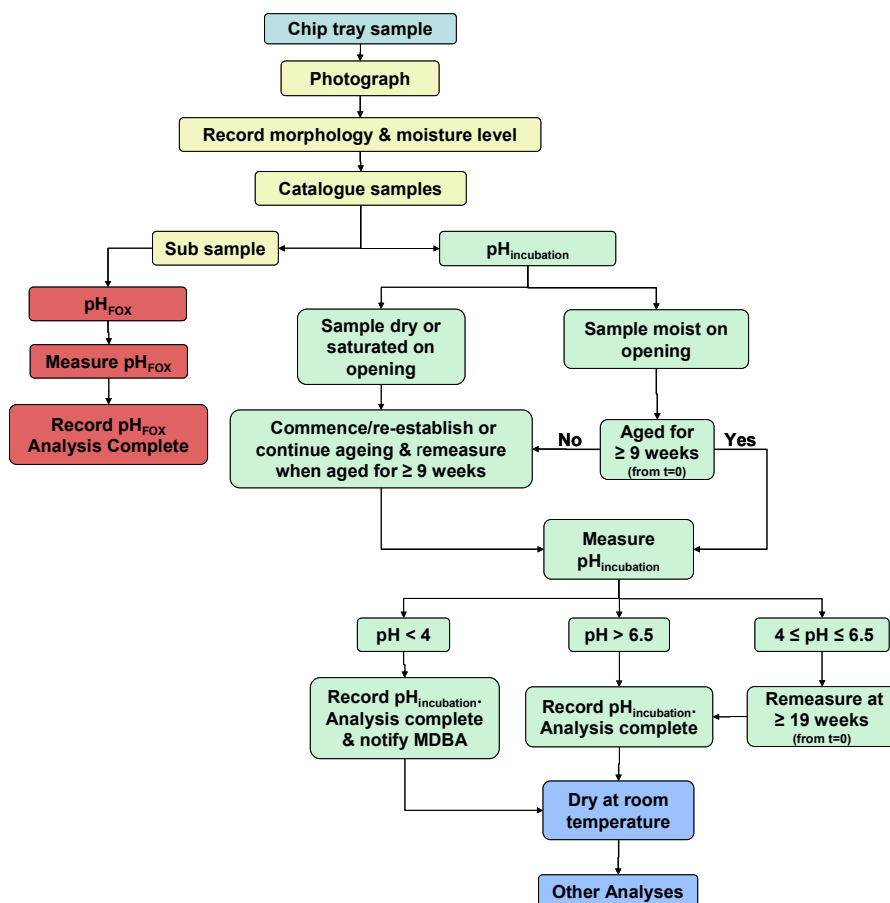 Chip tray sample
Photograph
Record morphology & moisture level
Catalogue samples
Sub sample
pHincubation
pHFOX
Sample dry or
saturated on
opening
Sample moist on
opening
Measure pHFOX
Record pHFOX
Analysis Complete
Commence/re-establish or
continue ageing & remeasure
when aged for ≥ 9 weeks
No
Aged for
≥ 9 weeks
(from t=0)
Yes
Measure
pHincubation
pH < 4
pH > 6.5
4 ≤ pH ≤ 6.5
Record pHincubation.
Analysis complete
& notify MDBA
Record pHincubation.
Analysis complete
Remeasure at
≥ 19 weeks
(from t=0)
Dry at room
temperature
Other Analyses